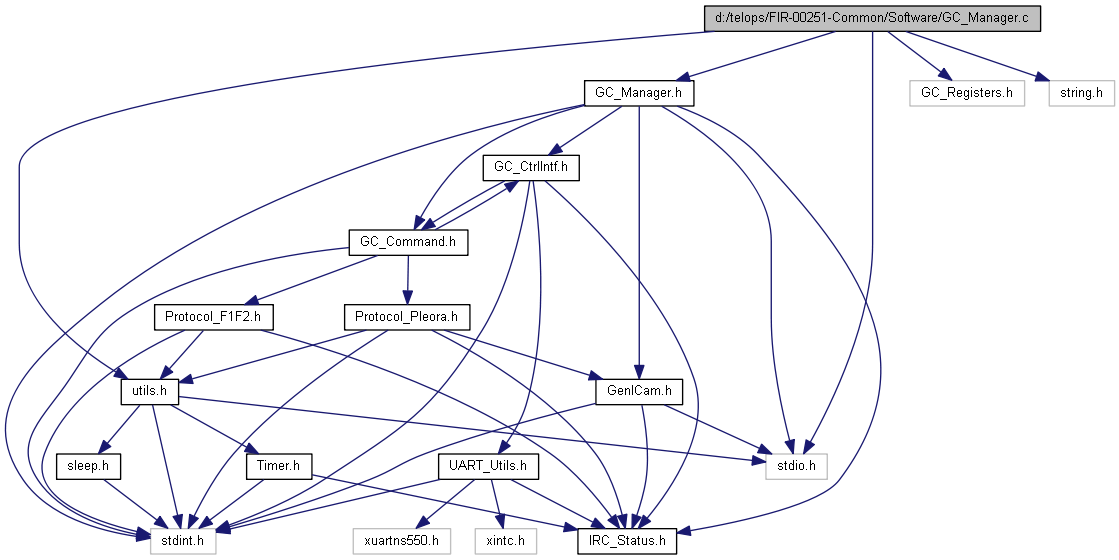 d:/telops/FIR-00251-Common/Software/GC_Manager.c
GC_Manager.h
GC_Registers.h
string.h
GC_CtrlIntf.h
GC_Command.h
Protocol_F1F2.h
Protocol_Pleora.h
utils.h
GenICam.h
sleep.h
Timer.h
UART_Utils.h
stdio.h
stdint.h
xuartns550.h
xintc.h
IRC_Status.h